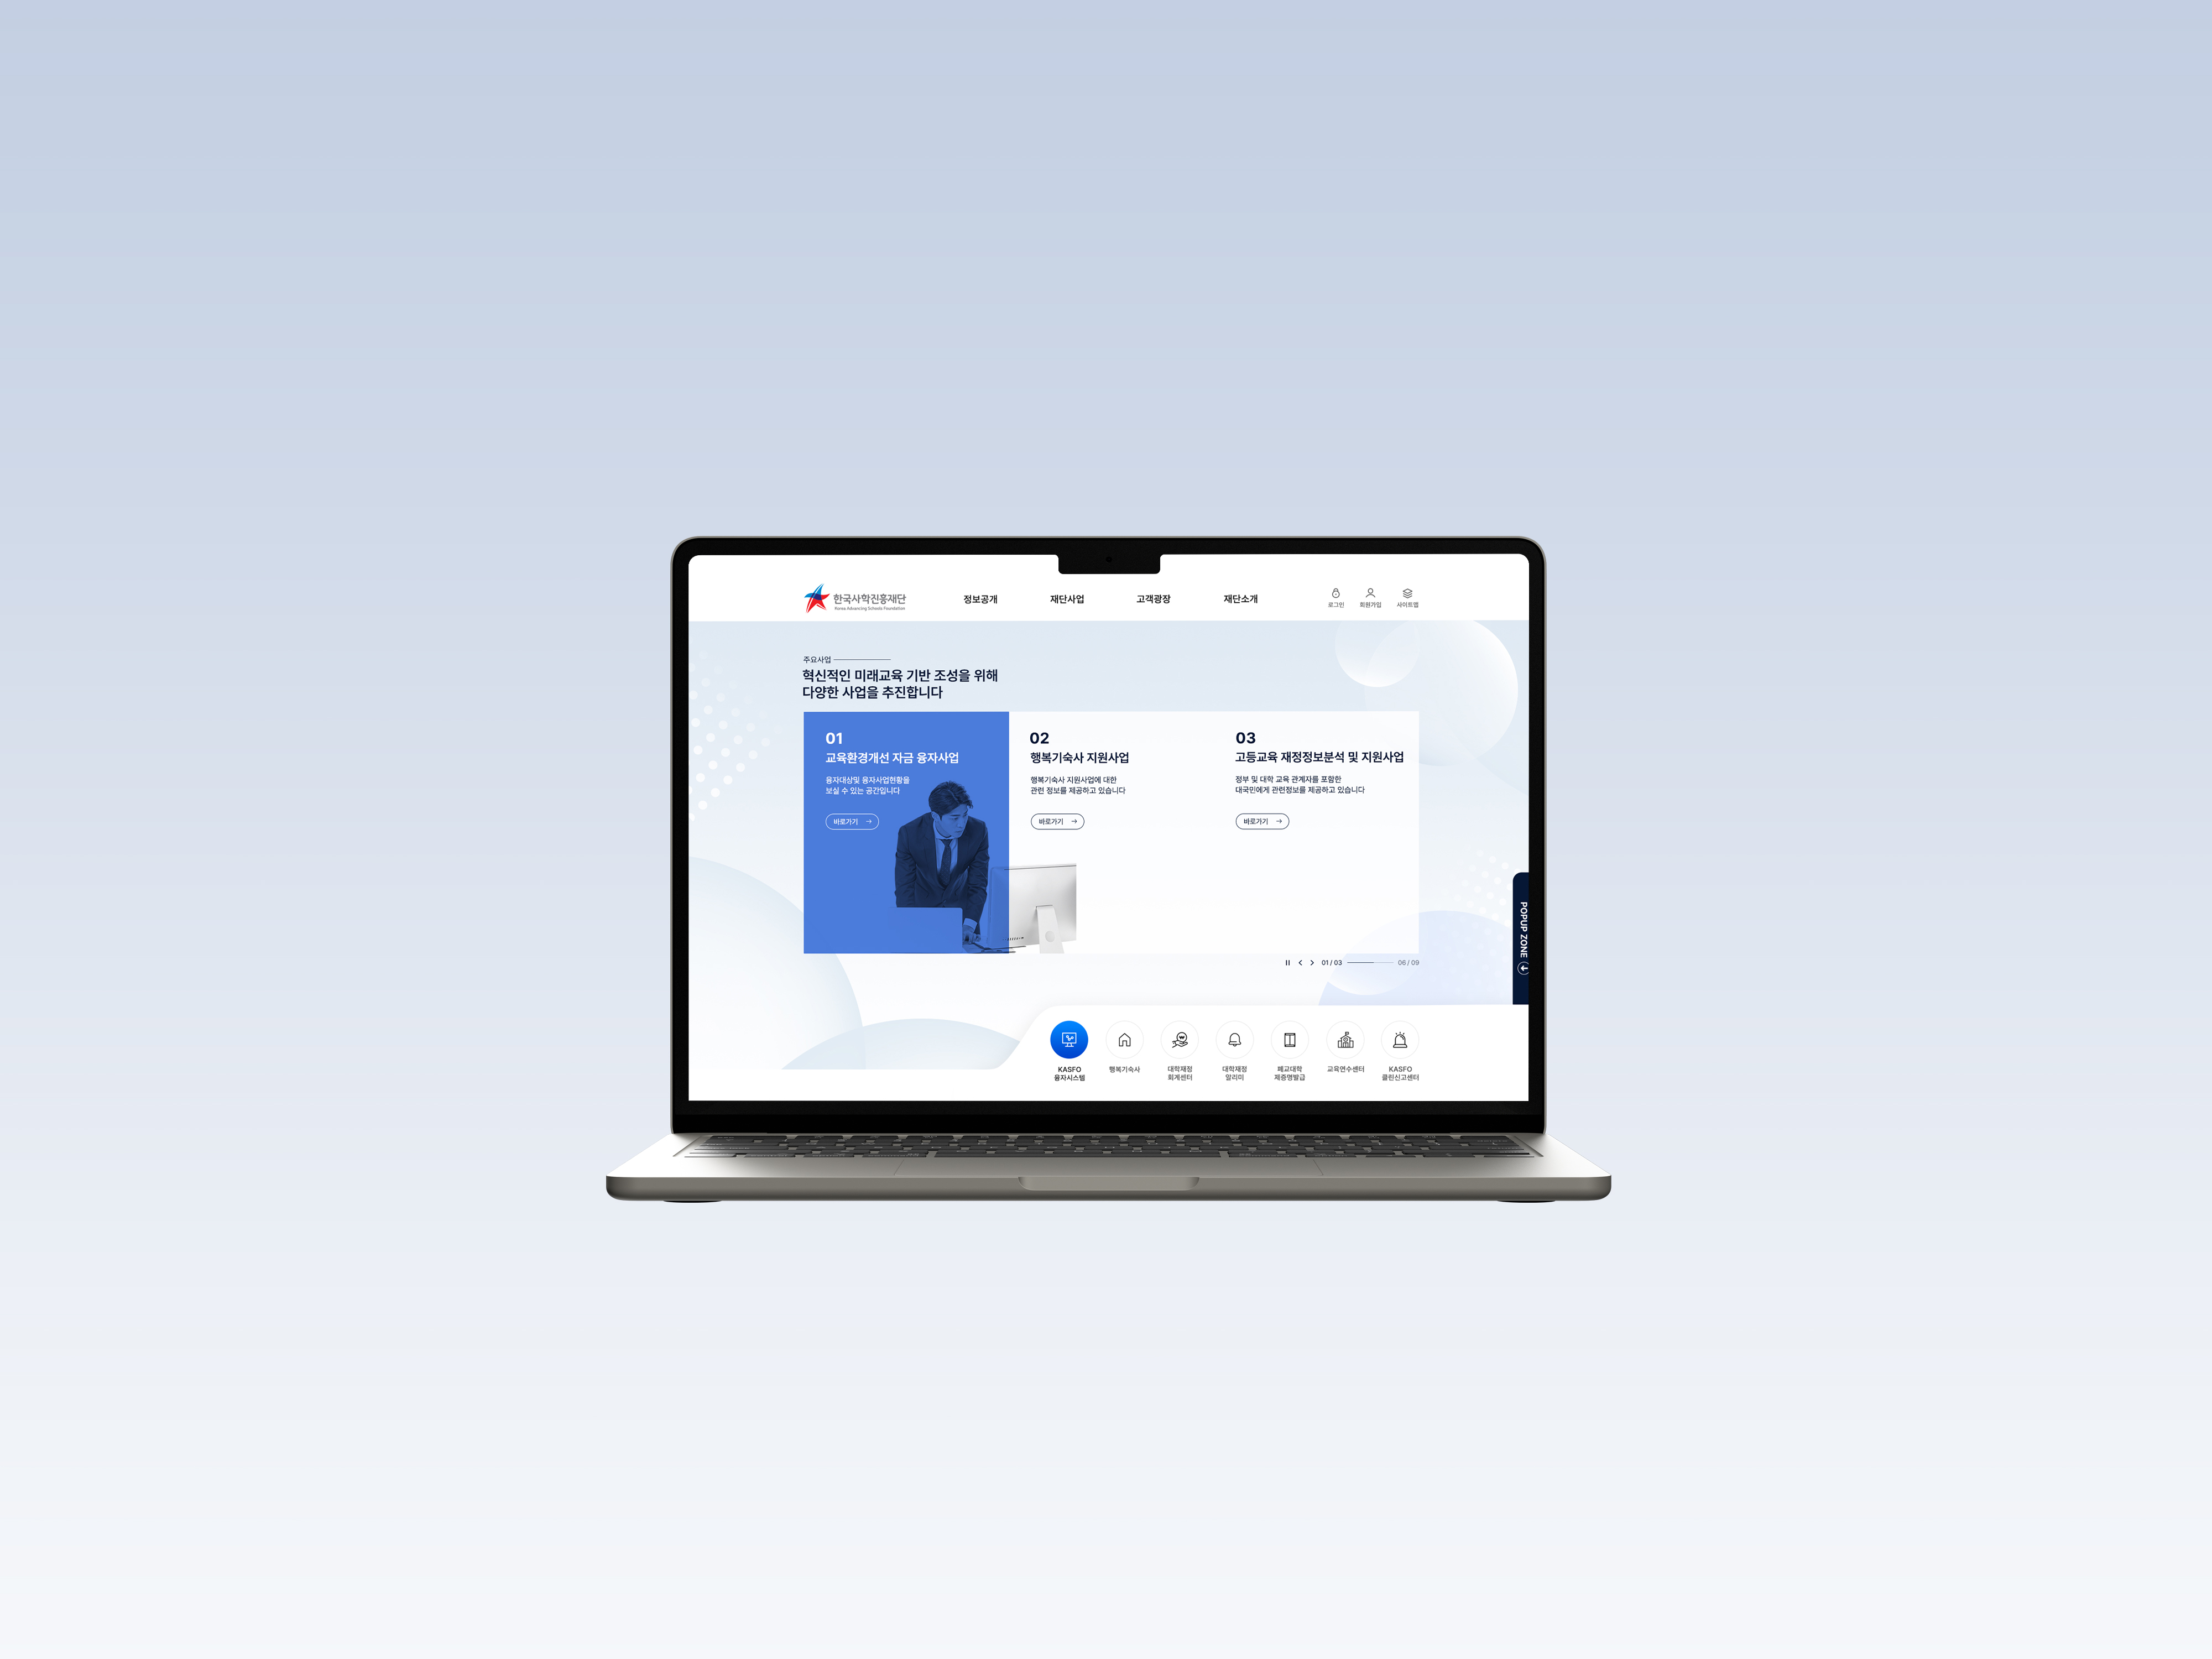 한국사학진흥재단
Korea Advancing Schools Foundation
정보공개
재단사업
고객광장
재단소개
로그인
회원가입
사이트맵
주요사업
혁신적인 미래교육 기반 조성을 위해
다양한 사업을 추진합니다
01
교육환경개선 자금 융자사업
융자대상및 융자사업현황을
보실 수 있는 공간입니다
바로가기
02
행복기숙사 지원사업
행복기숙사 지원사업에 대한
관련 정보를 제공하고 있습니다
바로가기
03
고등교육 재정정보분석 및 지원사업
정부 및 대학 교육 관계자를 포함한
대국민에게 관련정보를 제공하고 있습니다
바로가기
01 / 03
06 / 09
POPUP ZONE
KASFO
융자시스템
행복기숙사
대학재정
회계센터
대학재정
알리미
폐교대학
제증명발급
교육연수센터
KASFO
클린신고센터